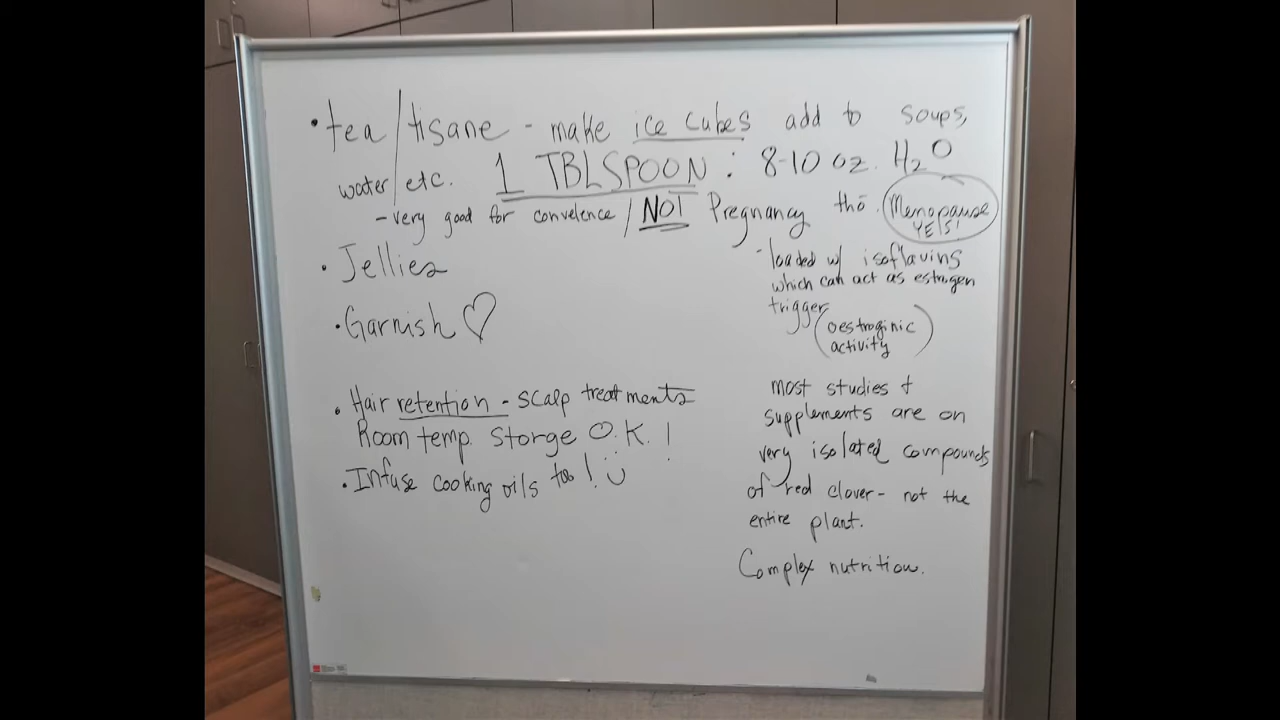 • tea/tisane - make ice cubes add to soups,
water/etc. 1 TBLSPOON : 8-10 oz. H2O
- very good for convelence / NOT Pregnancy tho. Menopause
YES!
- loaded w/ isoflavins
which can act as estrogen
trigger
(oestroginic
activity)
• Jellies
• Garnish ♡
• Hair retention - scalp treatments
Room temp. Storge O.K. !
• Infuse cooking oils too ! ☺
most studies +
supplements are on
very isolated compounds
of red clover - not the
entire plant.
Complex nutrition.